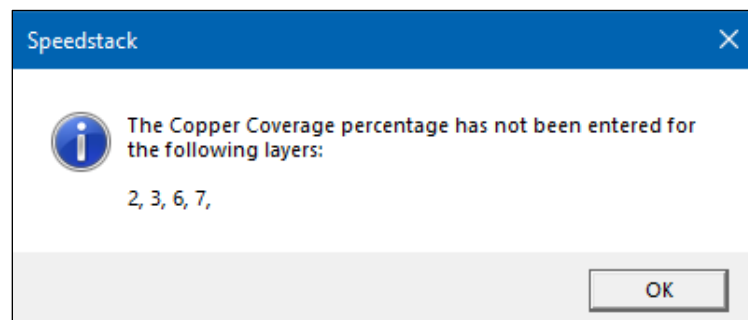 Speedstack
The Copper Coverage percentage has not been entered for
the following layers:
2, 3, 6, 7,
OK